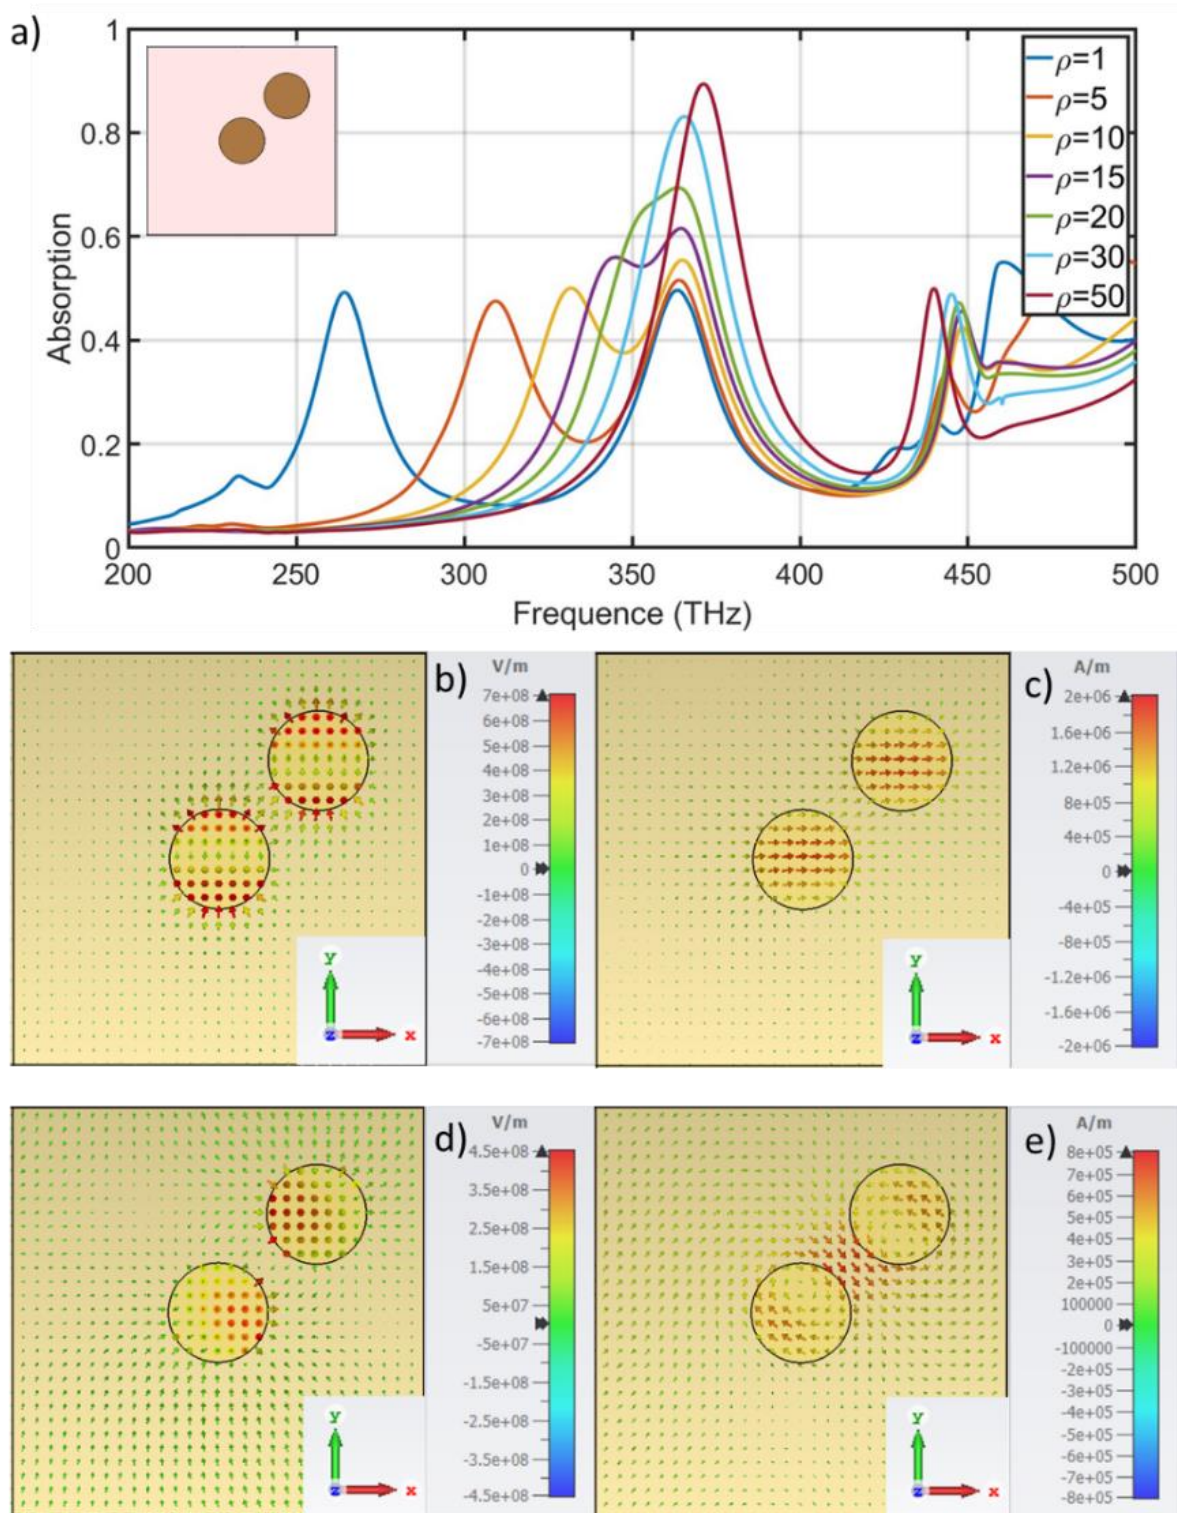 a)
1
0.8
0.6
0.4
0.2
0
Absorption
200
250
300
350
400
450
500
Frequence (THz)
ρ=1
ρ=5
ρ=10
ρ=15
ρ=20
ρ=30
ρ=50
b)
V/m
7e+08
6e+08
5e+08
4e+08
3e+08
2e+08
1e+08
0
-1e+08
-2e+08
-3e+08
-4e+08
-5e+08
-6e+08
-7e+08
y
z
x
c)
A/m
2e+06
1.6e+06
1.2e+06
8e+05
4e+05
0
-4e+05
-8e+05
-1.2e+06
-1.6e+06
-2e+06
y
z
x
d)
V/m
4.5e+08
3.5e+08
2.5e+08
1.5e+08
5e+07
-5e+07
-1.5e+08
-2.5e+08
-3.5e+08
-4.5e+08
y
z
x
e)
A/m
8e+05
7e+05
6e+05
5e+05
4e+05
3e+05
2e+05
100000
0
-100000
-2e+05
-3e+05
-4e+05
-5e+05
-6e+05
-7e+05
-8e+05
y
z
x